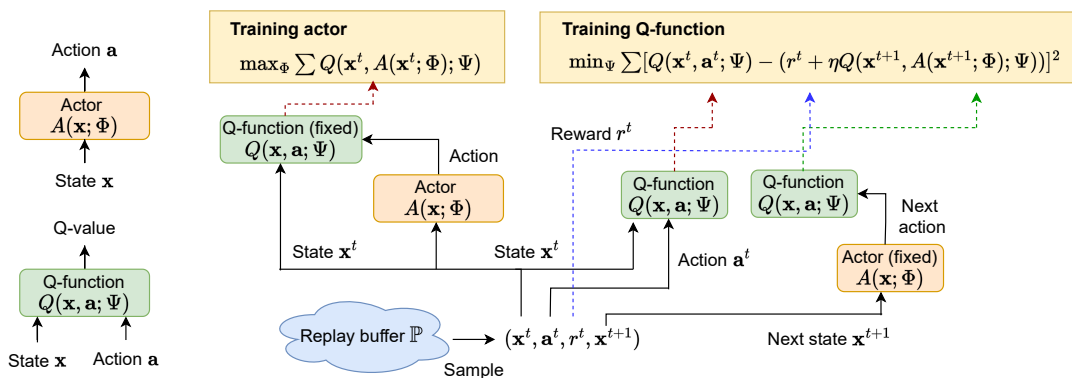 Action 𝐚
Actor
A(𝐱; Φ)
State 𝐱
Q-value
Q-function
Q(𝐱, 𝐚; Ψ)
State 𝐱
Action 𝐚
Training actor
max_Φ ∑ Q(𝐱^t, A(𝐱^t; Φ); Ψ)
Q-function (fixed)
Q(𝐱, 𝐚; Ψ)
Action
Actor
A(𝐱; Φ)
State 𝐱^t
State 𝐱^t
Training Q-function
min_Ψ ∑[Q(𝐱^t, 𝐚^t; Ψ) − (r^t + ηQ(𝐱^{t+1}, A(𝐱^{t+1}; Φ); Ψ))]^2
Reward r^t
Q-function
Q(𝐱, 𝐚; Ψ)
Q-function
Q(𝐱, 𝐚; Ψ)
Next
action
Action 𝐚^t
Actor (fixed)
A(𝐱; Φ)
Replay buffer ℙ
Sample
(𝐱^t, 𝐚^t, r^t, 𝐱^{t+1})
Next state 𝐱^{t+1}